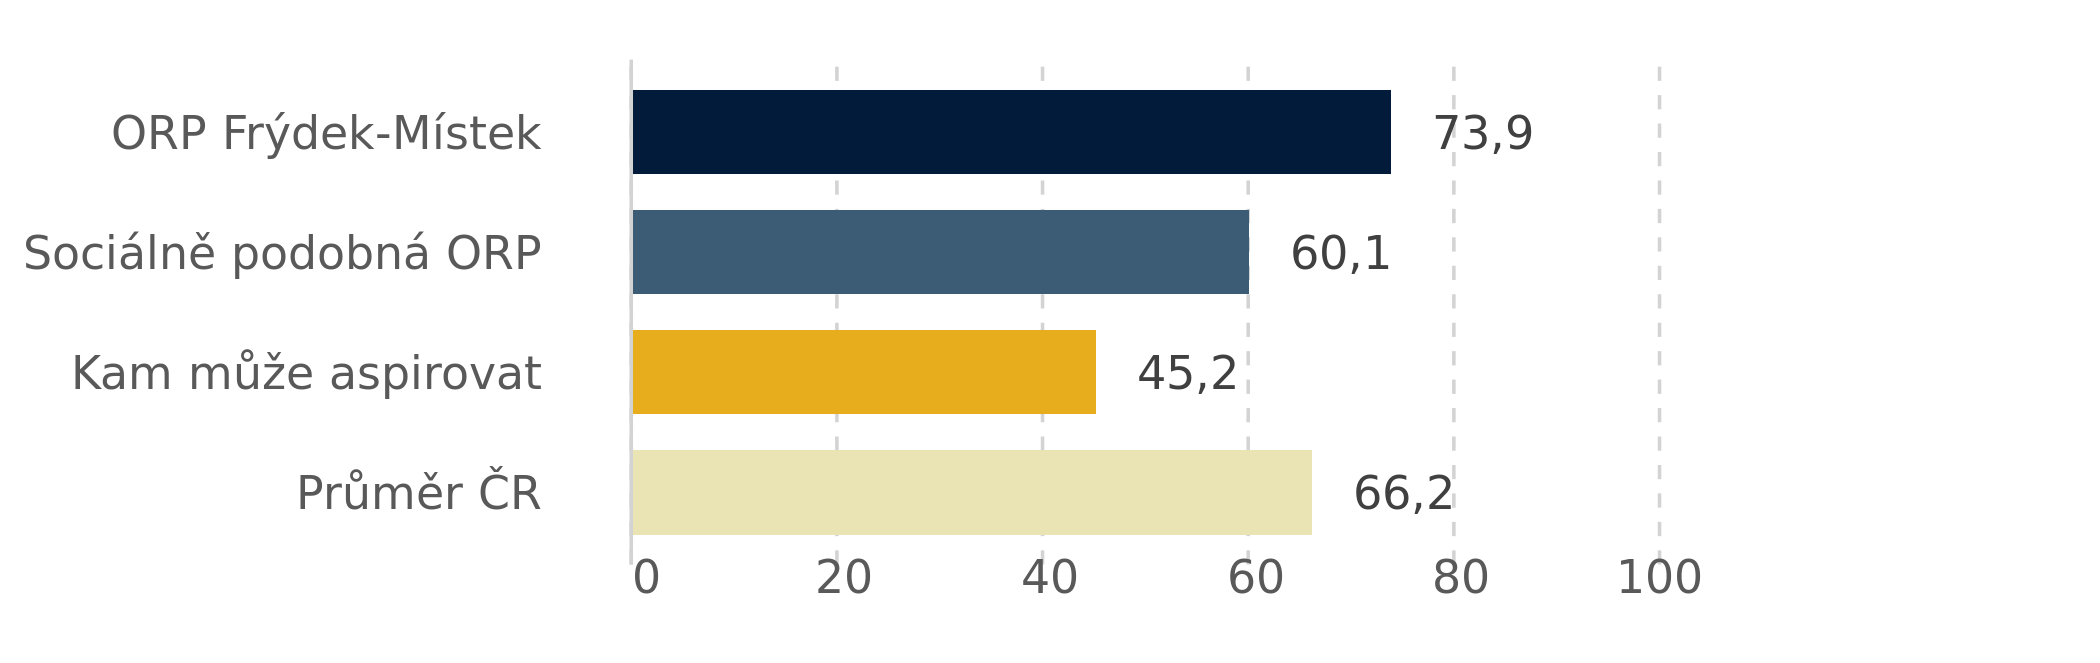 ORP Frýdek-Místek 73,9
Sociálně podobná ORP 60,1
Kam může aspirovat 45,2
Průměr ČR 66,2
0 20 40 60 80 100